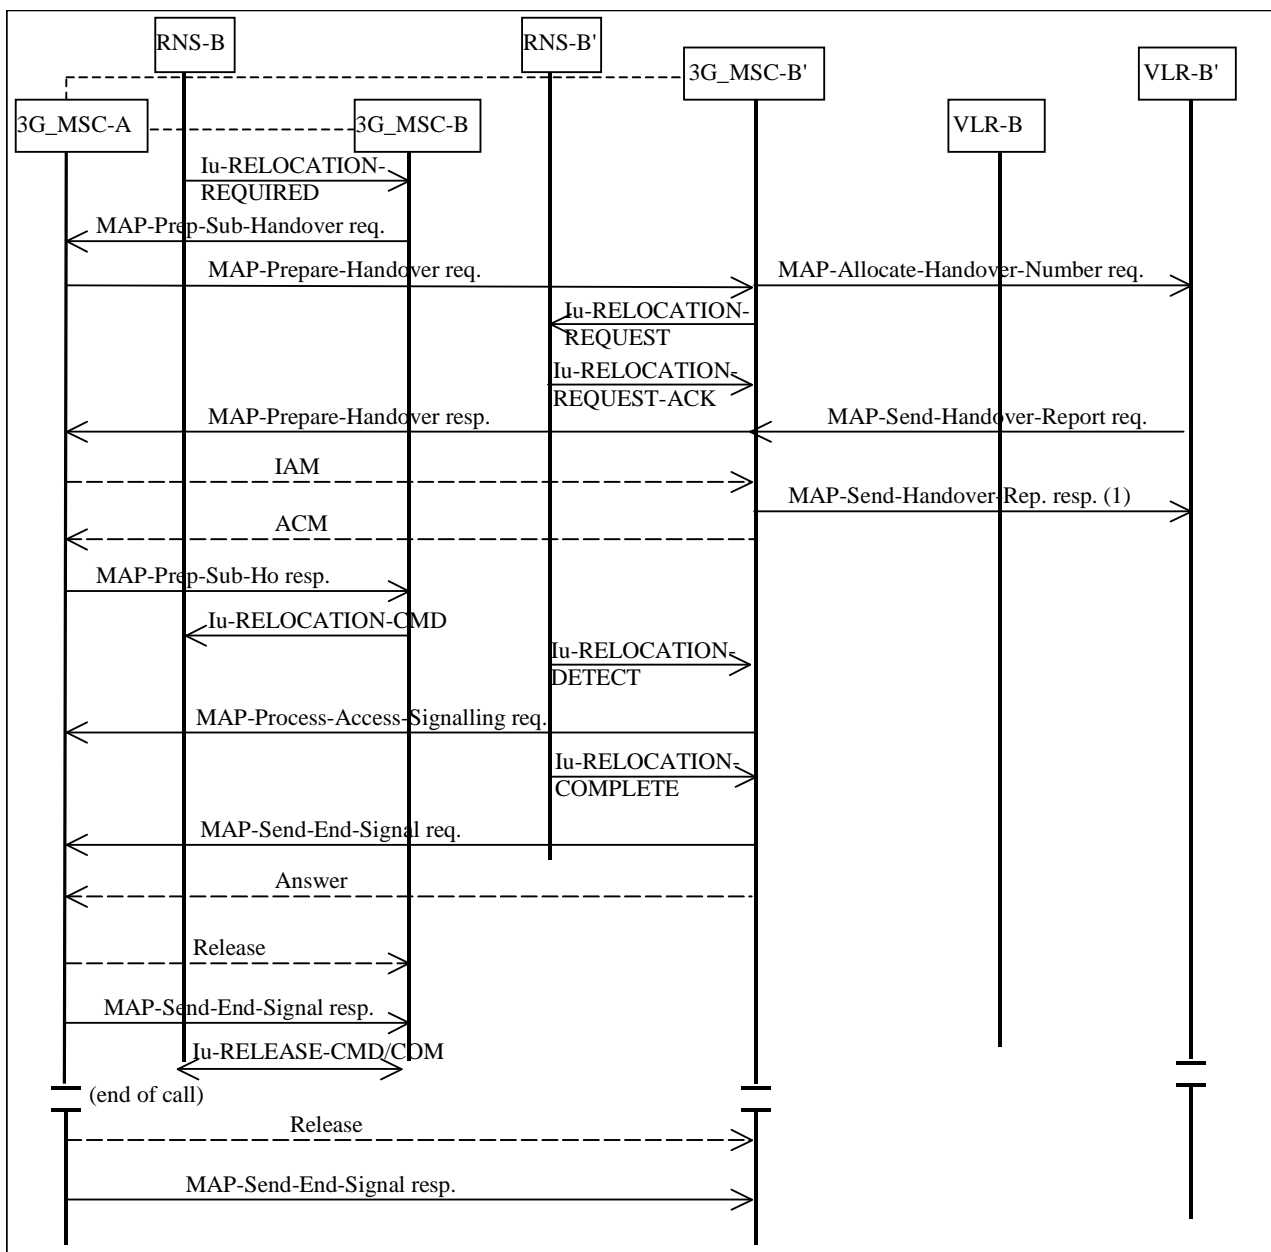 RNS-B
RNS-B'
3G_MSC-B'
VLR-B'
3G_MSC-A
3G_MSC-B
VLR-B
Iu-RELOCATION-
REQUIRED
MAP-Prep-Sub-Handover req.
MAP-Prepare-Handover req.
MAP-Allocate-Handover-Number req.
Iu-RELOCATION-
REQUEST
Iu-RELOCATION-
REQUEST-ACK
MAP-Prepare-Handover resp.
MAP-Send-Handover-Report req.
IAM
MAP-Send-Handover-Rep. resp. (1)
ACM
MAP-Prep-Sub-Ho resp.
Iu-RELOCATION-CMD
Iu-RELOCATION-
DETECT
MAP-Process-Access-Signalling req.
Iu-RELOCATION-
COMPLETE
MAP-Send-End-Signal req.
Answer
Release
MAP-Send-End-Signal resp.
Iu-RELEASE-CMD/COM
(end of call)
Release
MAP-Send-End-Signal resp.